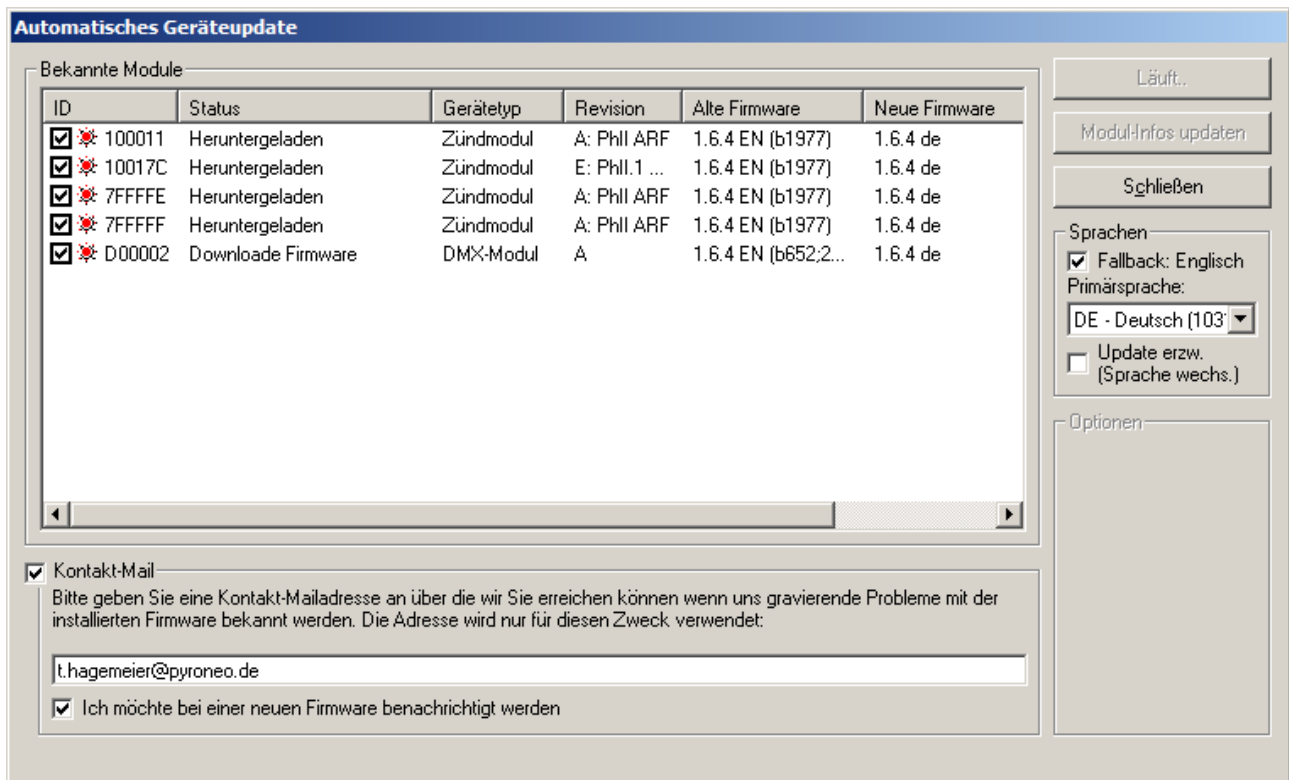 Automatisches Geräteupdate
Bekannte Module
ID Status Gerätetyp Revision Alte Firmware Neue Firmware
100011 Heruntergeladen Zündmodul A: PhII ARF 1.6.4 EN (b1977) 1.6.4 de
10017C Heruntergeladen Zündmodul E: PhII.1 ... 1.6.4 EN (b1977) 1.6.4 de
7FFFFE Heruntergeladen Zündmodul A: PhII ARF 1.6.4 EN (b1977) 1.6.4 de
7FFFFF Heruntergeladen Zündmodul A: PhII ARF 1.6.4 EN (b1977) 1.6.4 de
D00002 Downloade Firmware DMX-Modul A 1.6.4 EN (b652;2... 1.6.4 de
Läuft..
Modul-Infos updaten
Schließen
Sprachen
Fallback: Englisch
Primärsprache:
DE - Deutsch (103
Update erzw.
(Sprache wechs.)
Optionen
Kontakt-Mail
Bitte geben Sie eine Kontakt-Mailadresse an über die wir Sie erreichen können wenn uns gravierende Probleme mit der
installierten Firmware bekannt werden. Die Adresse wird nur für diesen Zweck verwendet:
t.hagemeier@pyroneo.de
Ich möchte bei einer neuen Firmware benachrichtigt werden